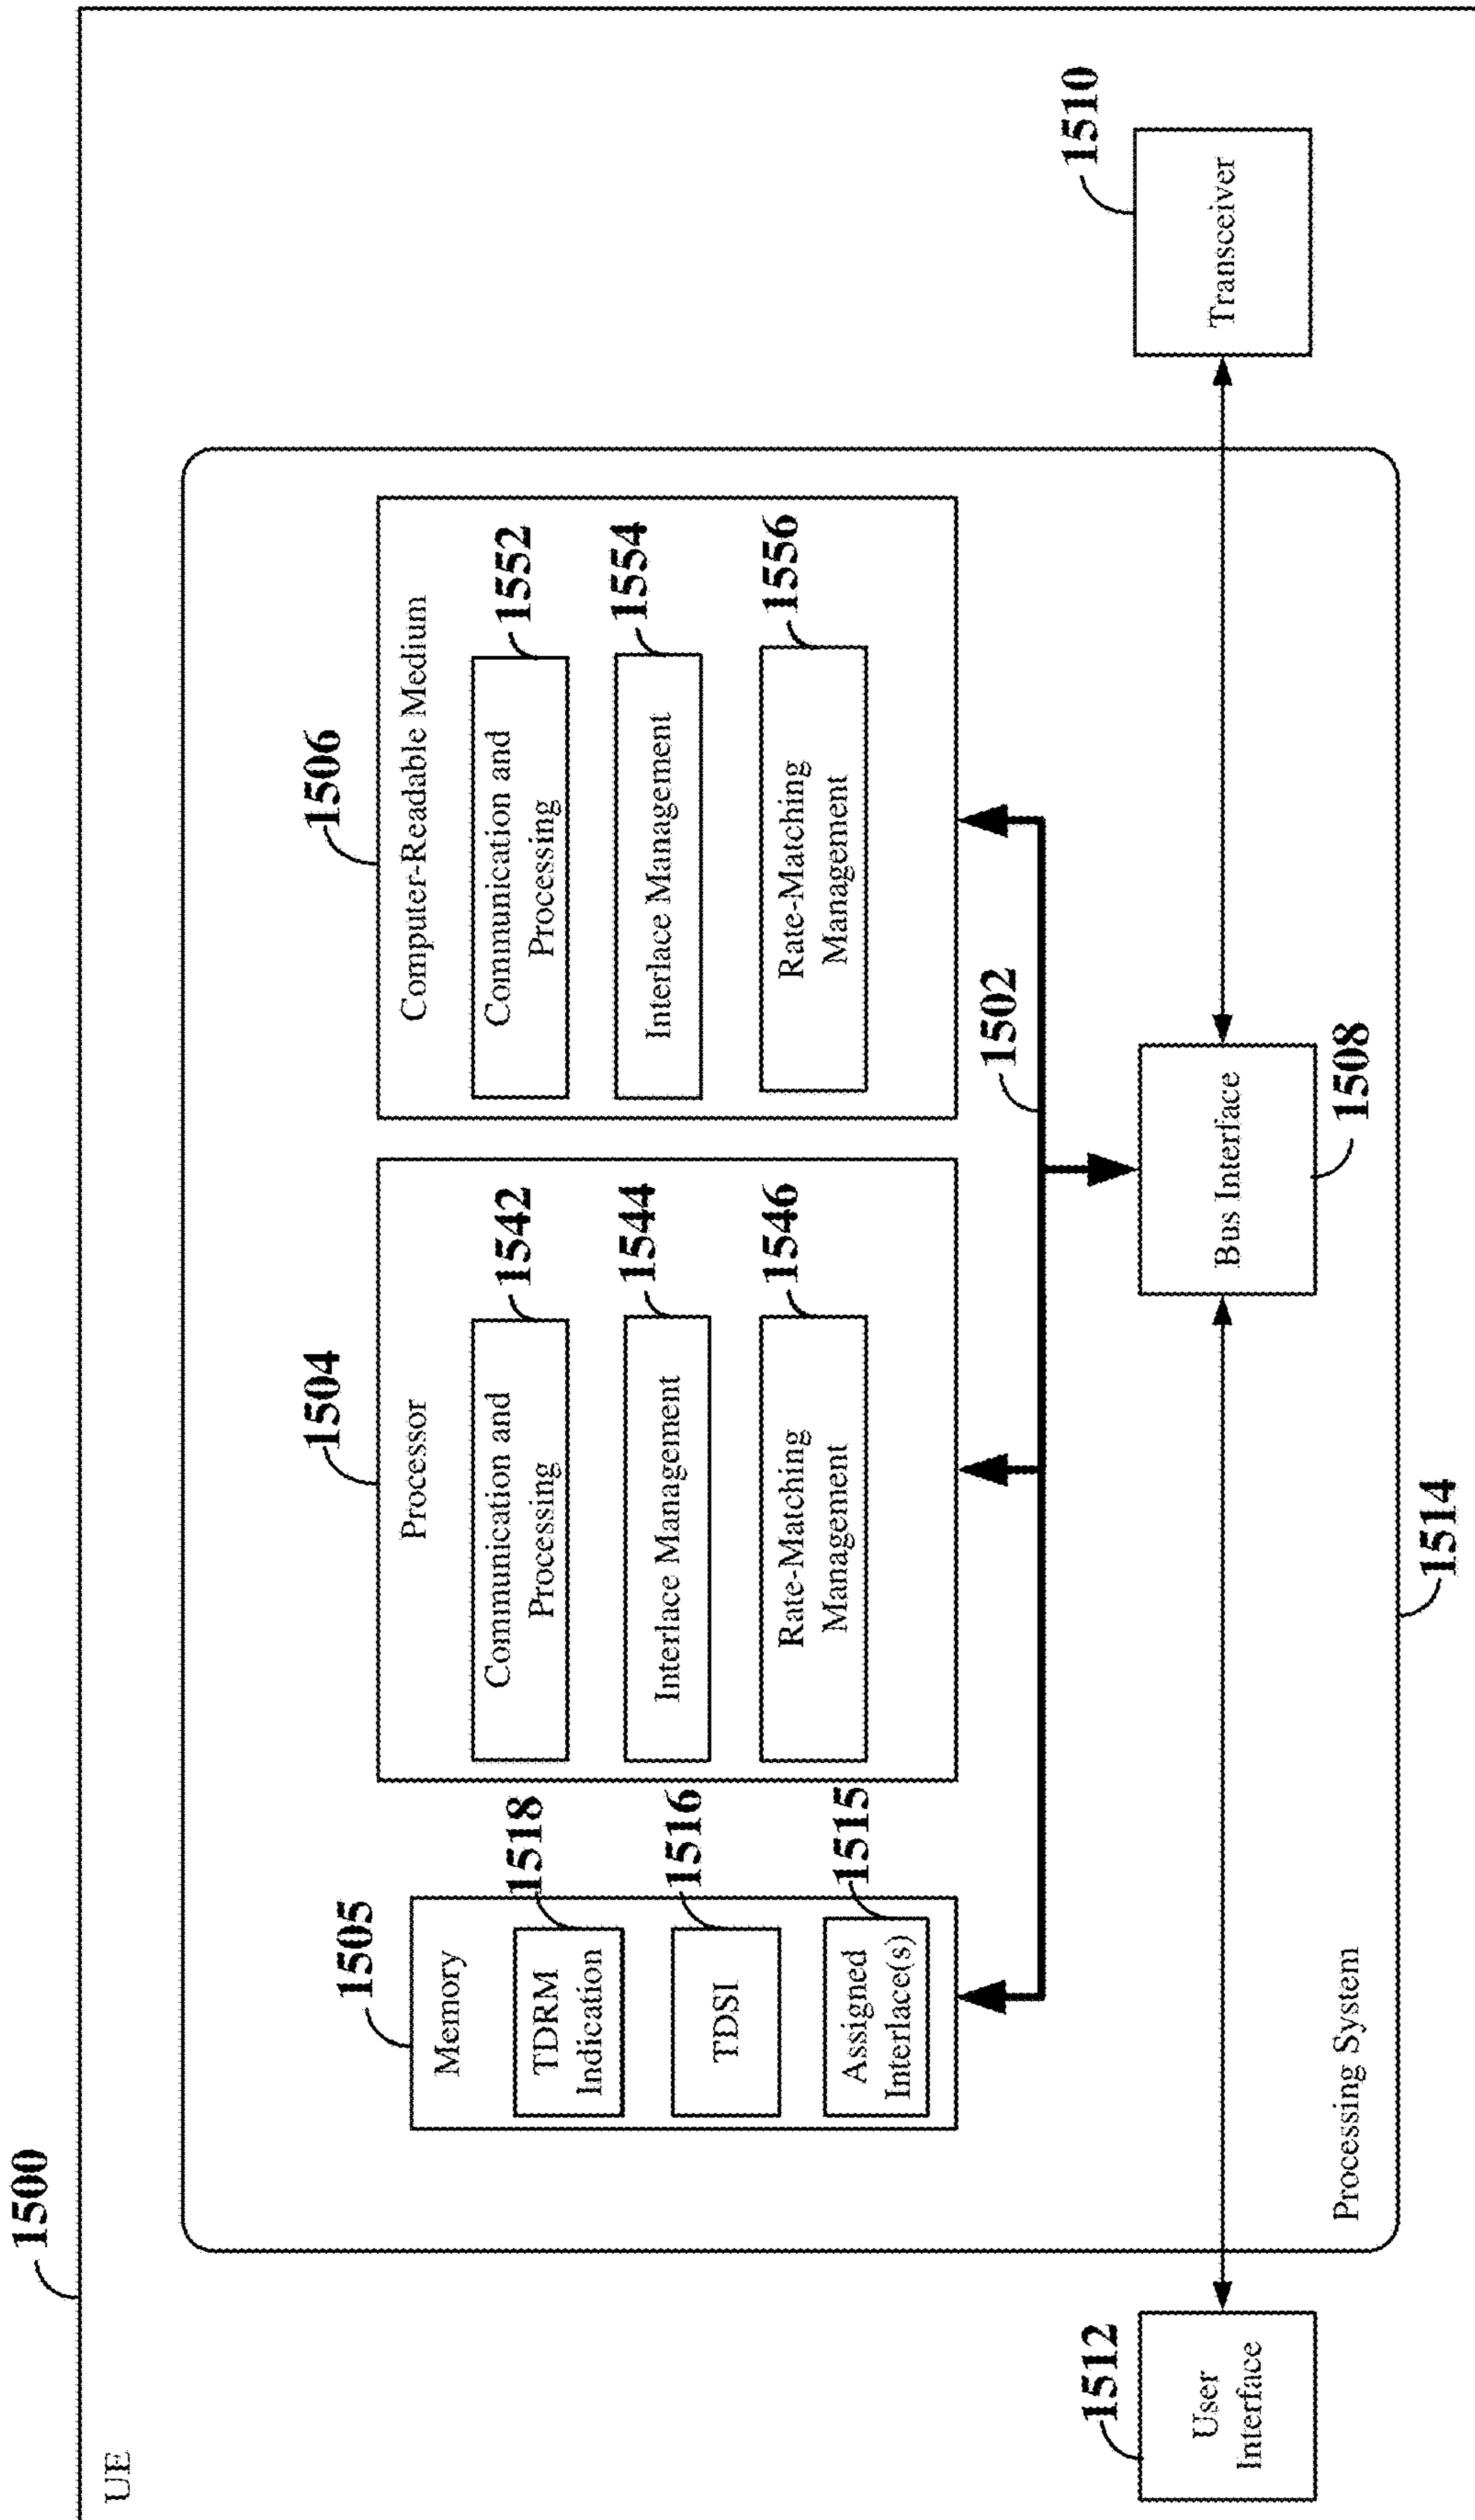 1500
UE
1505
1504
1506
Memory
Processor
Computer-Readable Medium
TDRM
Indication
1518
Communication and
Processing
1542
Communication and
Processing
1552
TDSI
1516
Interlace Management
1544
Interlace Management
1554
Assigned
Interlace(s)
1515
Rate-Matching
Management
1546
Rate-Matching
Management
1556
1502
1512
User
Interface
Bus Interface
1508
1510
Transceiver
Processing System
1514